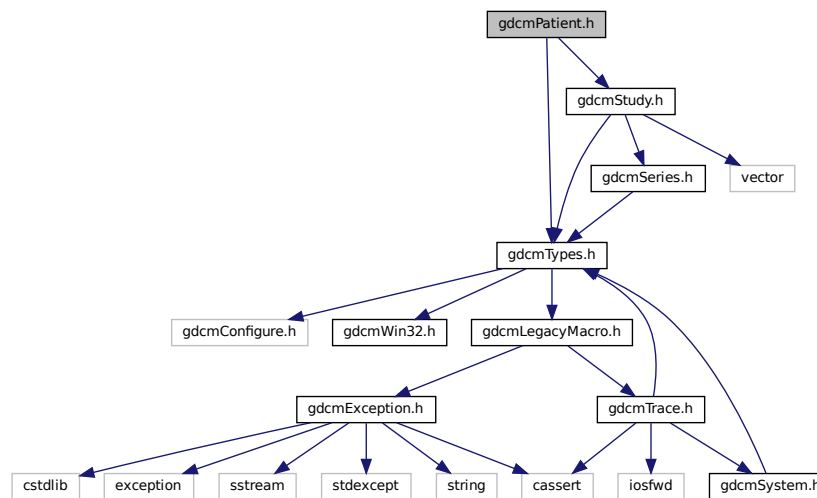 gdcmPatient.h
gdcmStudy.h
gdcmSeries.h
vector
gdcmTypes.h
gdcmConfigure.h
gdcmWin32.h
gdcmLegacyMacro.h
gdcmException.h
gdcmTrace.h
cstdlib
exception
sstream
stdexcept
string
cassert
iosfwd
gdcmSystem.h